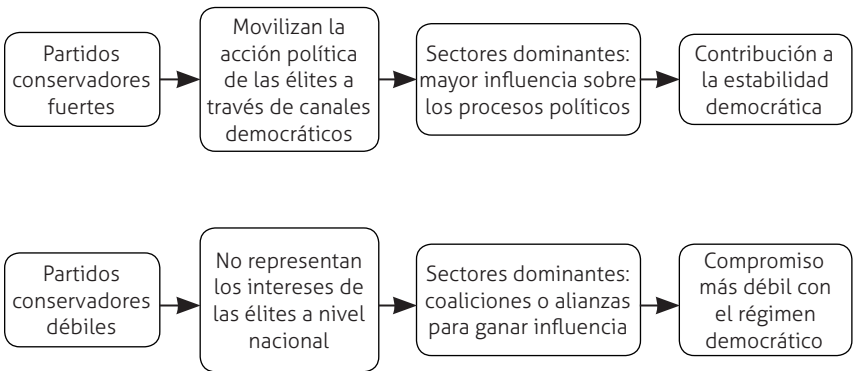 Partidos
conservadores
fuertes
Movilizan la
acción política
de las élites a
través de canales
democráticos
Sectores dominantes:
mayor influencia sobre
los procesos políticos
Contribución a
la estabilidad
democrática
Partidos
conservadores
débiles
No representan
los intereses de
las élites a nivel
nacional
Sectores dominantes:
coaliciones o alianzas
para ganar influencia
Compromiso
más débil con
el régimen
democrático